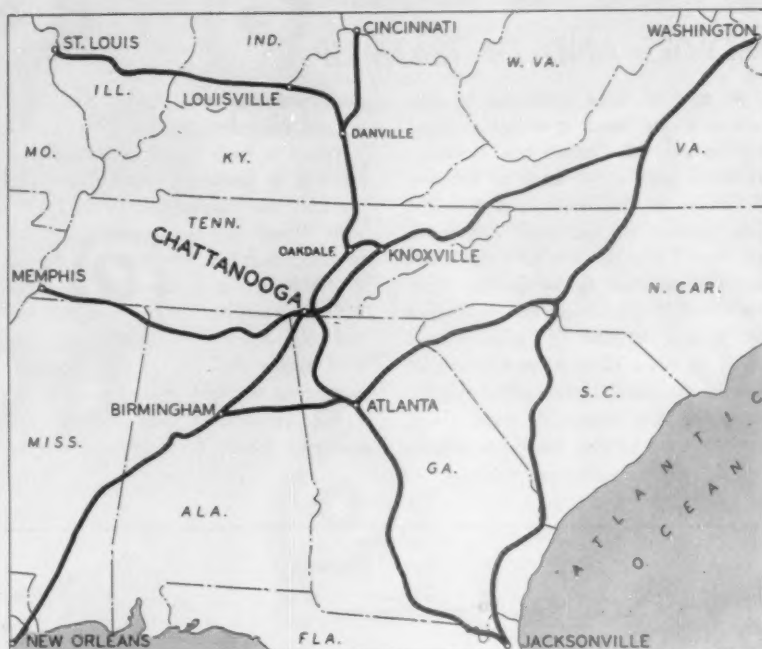 CINCINNATI
WASHINGTON
ST. LOUIS
IND.
W. VA.
ILL.
LOUISVILLE
DANVILLE
MO.
KY.
VA.
TENN.
CHATTANOOGA
OAKDALE
KNOXVILLE
MEMPHIS
N. CAR.
BIRMINGHAM
ATLANTA
S. C.
MISS.
GA.
ALA.
ATLANTIC
OCEAN
NEW ORLEANS
FLA.
JACKSONVILLE